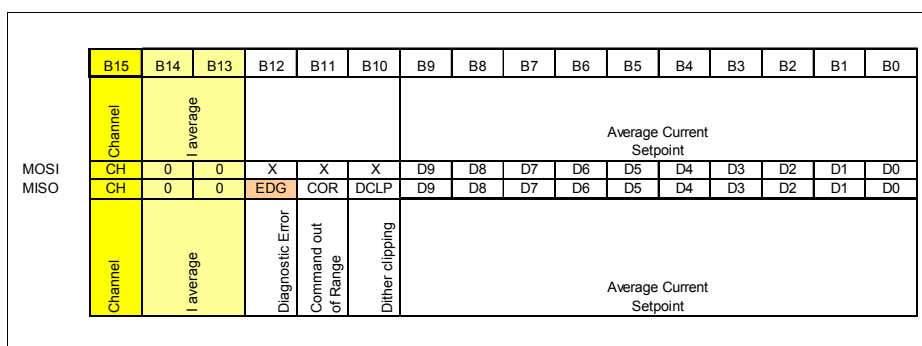 B15 B14 B13 B12 B11 B10 B9 B8 B7 B6 B5 B4 B3 B2 B1 B0
Channel
I average
Average Current
Setpoint
MOSI CH 0 0 X X X D9 D8 D7 D6 D5 D4 D3 D2 D1 D0
MISO CH 0 0 EDG COR DCLP D9 D8 D7 D6 D5 D4 D3 D2 D1 D0
Channel
I average
Diagnostic Error
Command out
of Range
Dither clipping
Average Current
Setpoint